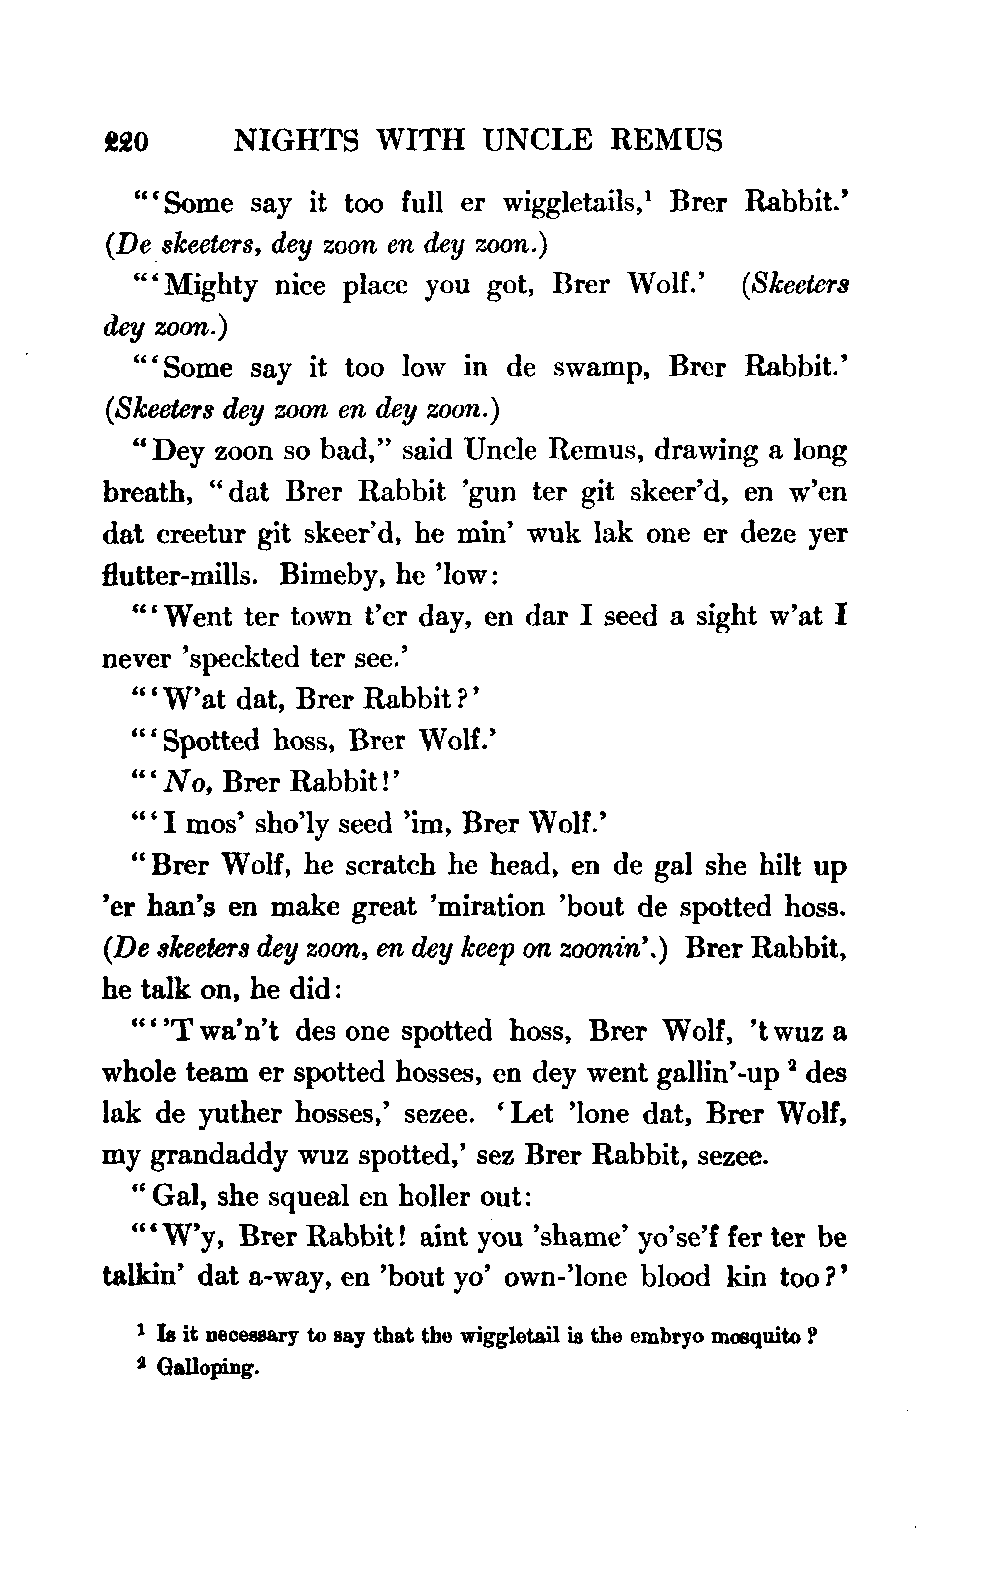 220 NIGHTS WITH UNCLE REMUS
"'Some say it too full er wiggletails,¹ Brer Rabbit.'
(De skeeters, dey zoon en dey zoon.)
"'Mighty nice place you got, Brer Wolf.' (Skeeters
dey zoon.)
"'Some say it too low in de swamp, Brer Rabbit.'
(Skeeters dey zoon en dey zoon.)
"Dey zoon so bad," said Uncle Remus, drawing a long
breath, "dat Brer Rabbit 'gun ter git skeer'd, en w'en
dat creetur git skeer'd, he min' wuk lak one er deze yer
flutter-mills. Bimeby, he 'low:
"'Went ter town t'er day, en dar I seed a sight w'at I
never 'speckted ter see.'
"'W'at dat, Brer Rabbit?'
"'Spotted hoss, Brer Wolf.'
"'No, Brer Rabbit!'
"'I mos' sho'ly seed 'im, Brer Wolf.'
"Brer Wolf, he scratch he head, en de gal she hilt up
'er han's en make great 'miration 'bout de spotted hoss.
(De skeeters dey zoon, en dey keep on zoonin'.) Brer Rabbit,
he talk on, he did:
"''T wa'n't des one spotted hoss, Brer Wolf, 't wuz a
whole team er spotted hosses, en dey went gallin'-up ² des
lak de yuther hosses,' sezee. 'Let 'lone dat, Brer Wolf,
my grandaddy wuz spotted,' sez Brer Rabbit, sezee.
"Gal, she squeal en holler out:
"'W'y, Brer Rabbit! aint you 'shame' yo'se'f fer ter be
talkin' dat a-way, en 'bout yo' own-'lone blood kin too?'
¹ Is it necessary to say that the wiggletail is the embryo mosquito?
² Galloping.